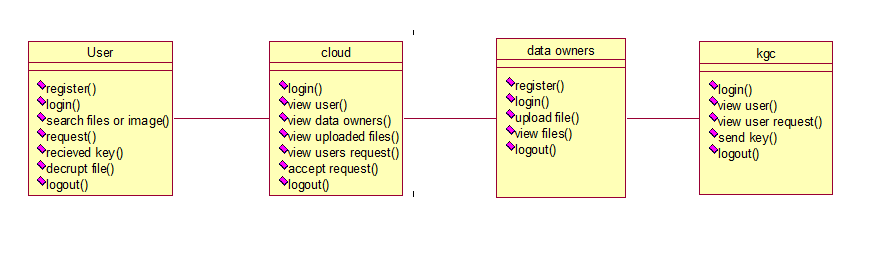 User
register()
login()
search files or image()
request()
recieved key()
decrupt file()
logout()
cloud
login()
view user()
view data owners()
view uploaded files()
view users request()
accept request()
logout()
data owners
register()
login()
upload file()
view files()
logout()
kgc
login()
view user()
view user request()
send key()
logout()